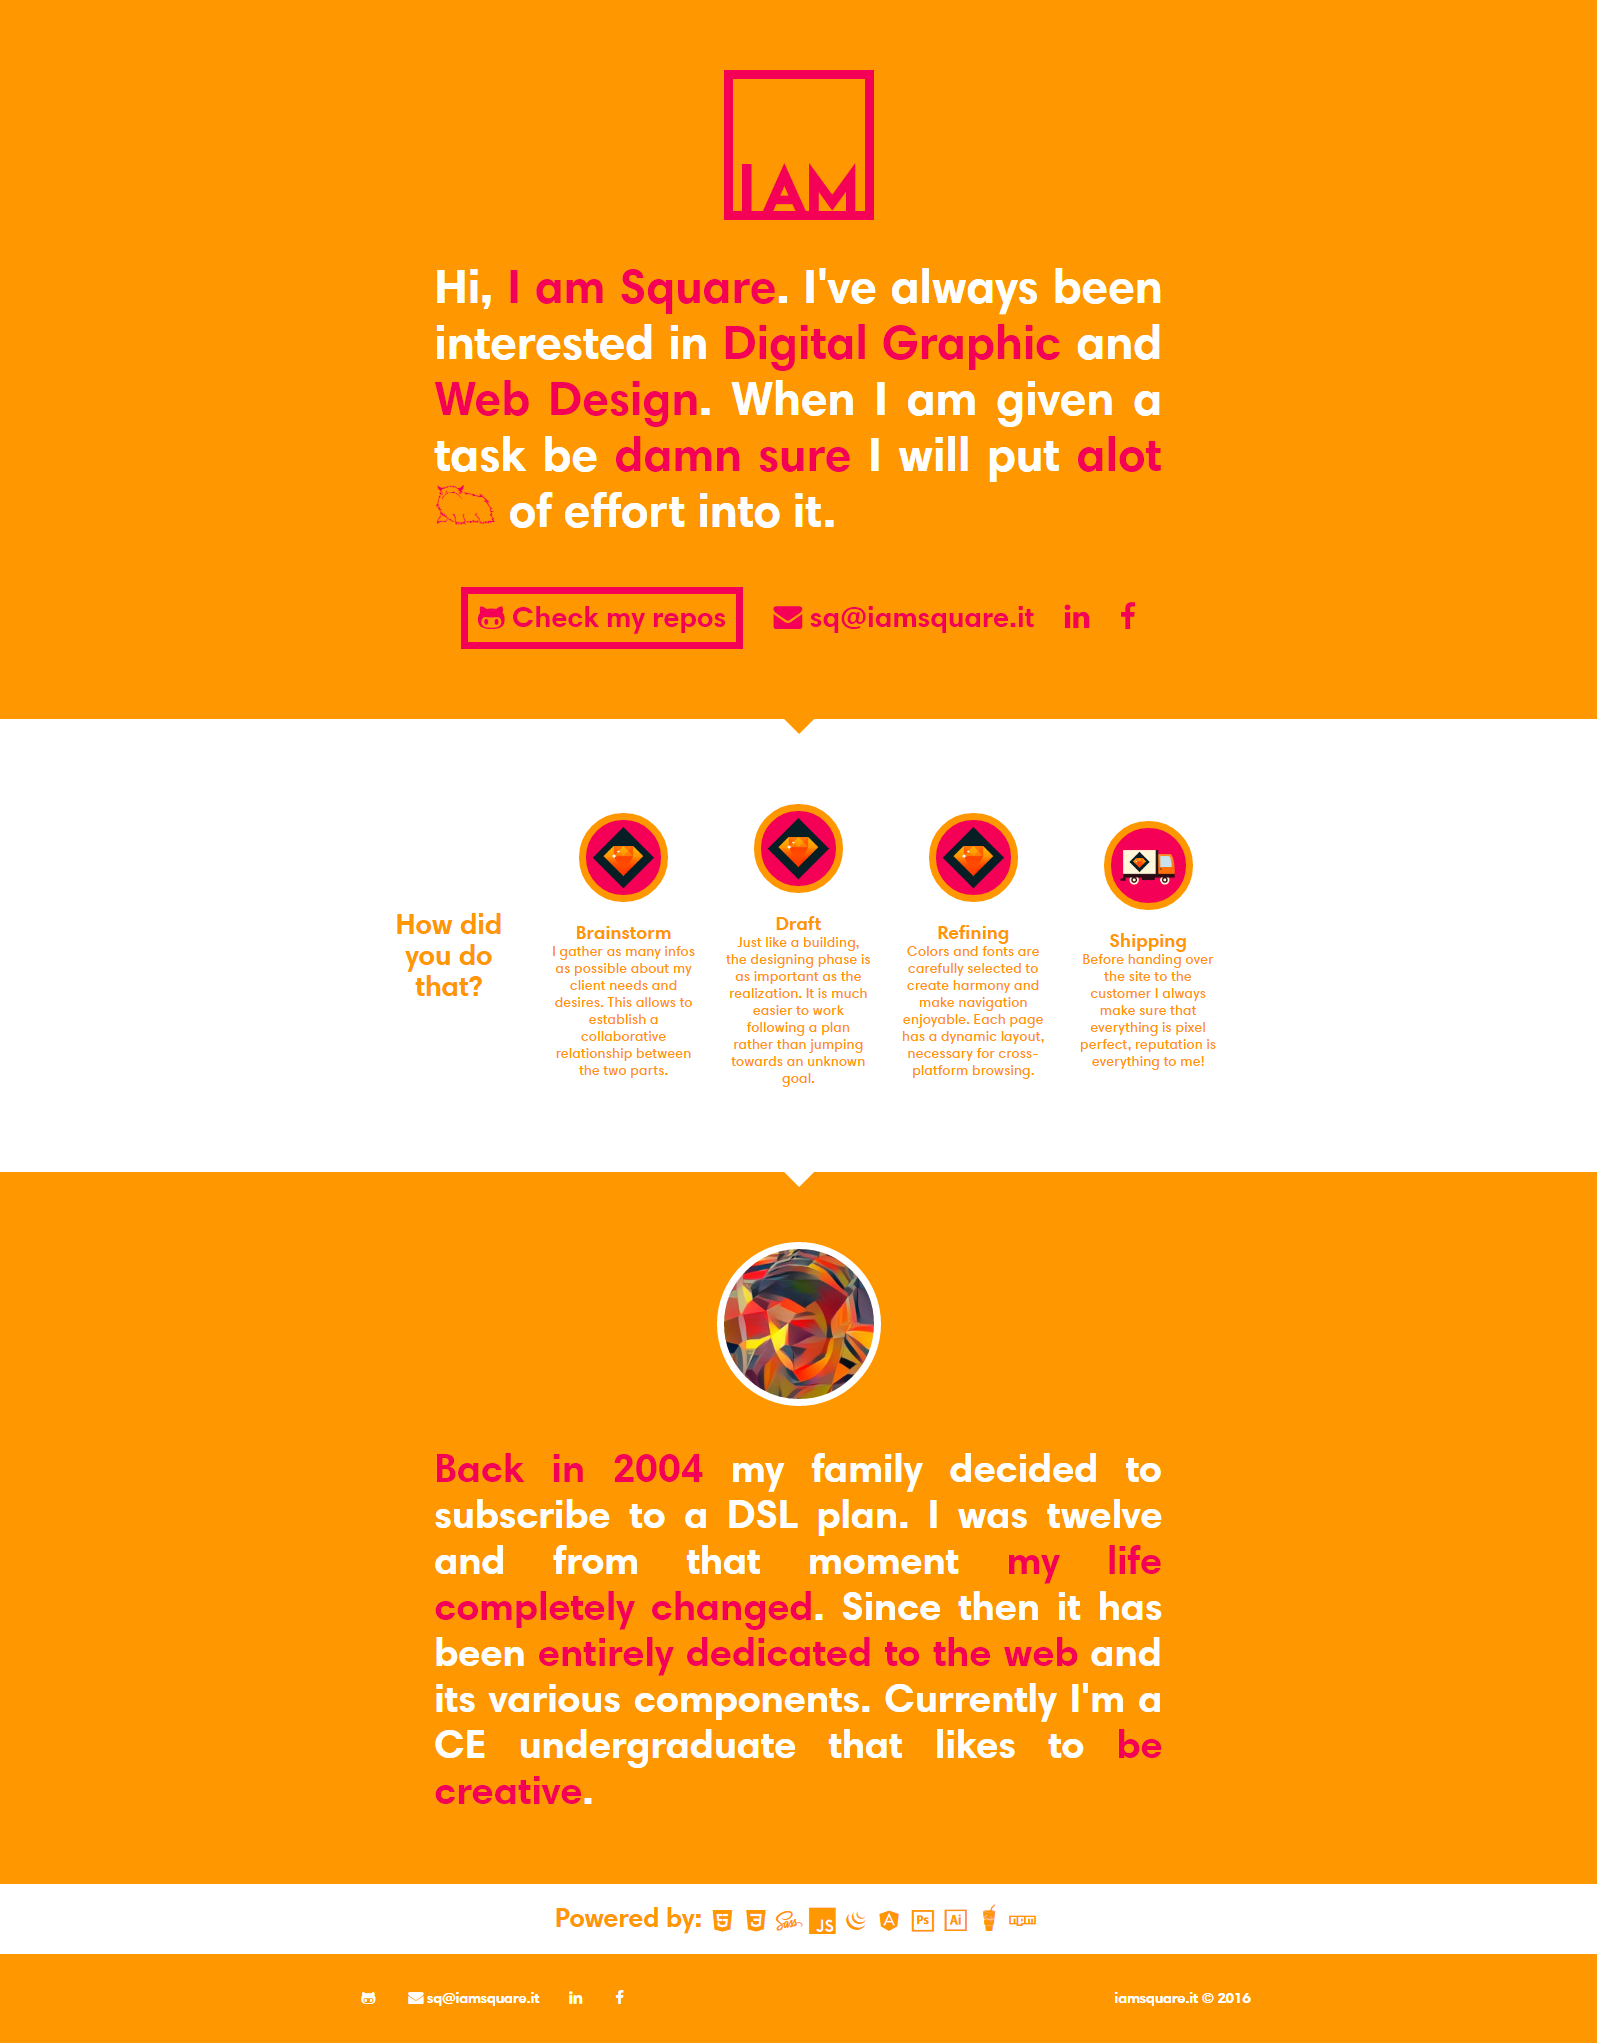 IAM
Hi, I am Square. I've always been
interested in Digital Graphic and
Web Design. When I am given a
task be damn sure I will put alot
of effort into it.
Check my repos
sq@iamsquare.it
in
f
How did
you do
that?
Brainstorm
I gather as many infos
as possible about my
client needs and
desires. This allows to
establish a
collaborative
relationship between
the two parts.
Draft
Just like a building,
the designing phase is
as important as the
realization. It is much
easier to work
following a plan
rather than jumping
towards an unknown
goal.
Refining
Colors and fonts are
carefully selected to
create harmony and
make navigation
enjoyable. Each page
has a dynamic layout,
necessary for cross-
platform browsing.
Shipping
Before handing over
the site to the
customer I always
make sure that
everything is pixel
perfect, reputation is
everything to me!
Back in 2004 my family decided to
subscribe to a DSL plan. I was twelve
and from that moment my life
completely changed. Since then it has
been entirely dedicated to the web and
its various components. Currently I'm a
CE undergraduate that likes to be
creative.
Powered by: 5 3 Sass JS A Ps Ai npm
sq@iamsquare.it in f
iamsquare.it © 2016